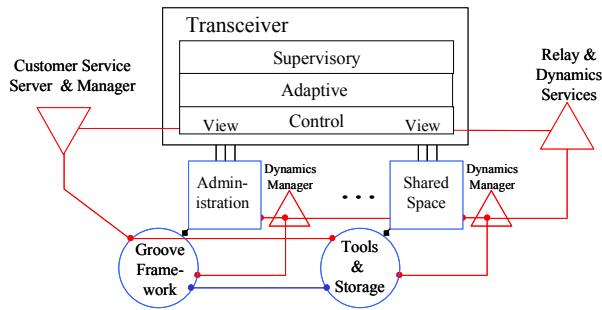 Transceiver
Supervisory
Adaptive
Control
View
View
Customer Service
Server & Manager
Relay &
Dynamics
Services
Admin-
istration
Dynamics
Manager
• • •
Shared
Space
Dynamics
Manager
Groove
Frame-
work
Tools
&
Storage